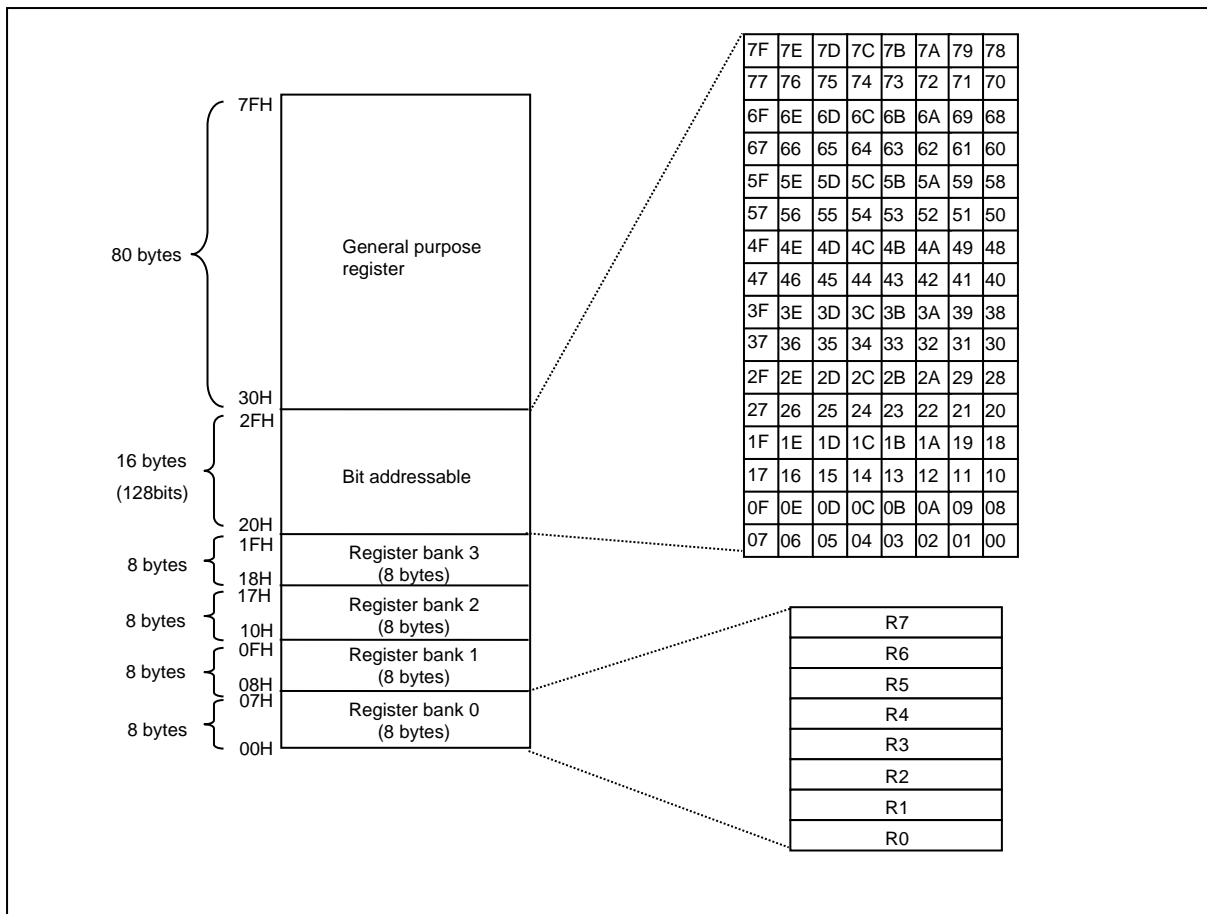 7FH
80 bytes
General purpose
register
30H
2FH
16 bytes
(128bits)
Bit addressable
20H
1FH
8 bytes
Register bank 3
(8 bytes)
18H
17H
8 bytes
Register bank 2
(8 bytes)
10H
0FH
8 bytes
Register bank 1
(8 bytes)
08H
07H
8 bytes
Register bank 0
(8 bytes)
00H
7F 7E 7D 7C 7B 7A 79 78
77 76 75 74 73 72 71 70
6F 6E 6D 6C 6B 6A 69 68
67 66 65 64 63 62 61 60
5F 5E 5D 5C 5B 5A 59 58
57 56 55 54 53 52 51 50
4F 4E 4D 4C 4B 4A 49 48
47 46 45 44 43 42 41 40
3F 3E 3D 3C 3B 3A 39 38
37 36 35 34 33 32 31 30
2F 2E 2D 2C 2B 2A 29 28
27 26 25 24 23 22 21 20
1F 1E 1D 1C 1B 1A 19 18
17 16 15 14 13 12 11 10
0F 0E 0D 0C 0B 0A 09 08
07 06 05 04 03 02 01 00
R7
R6
R5
R4
R3
R2
R1
R0